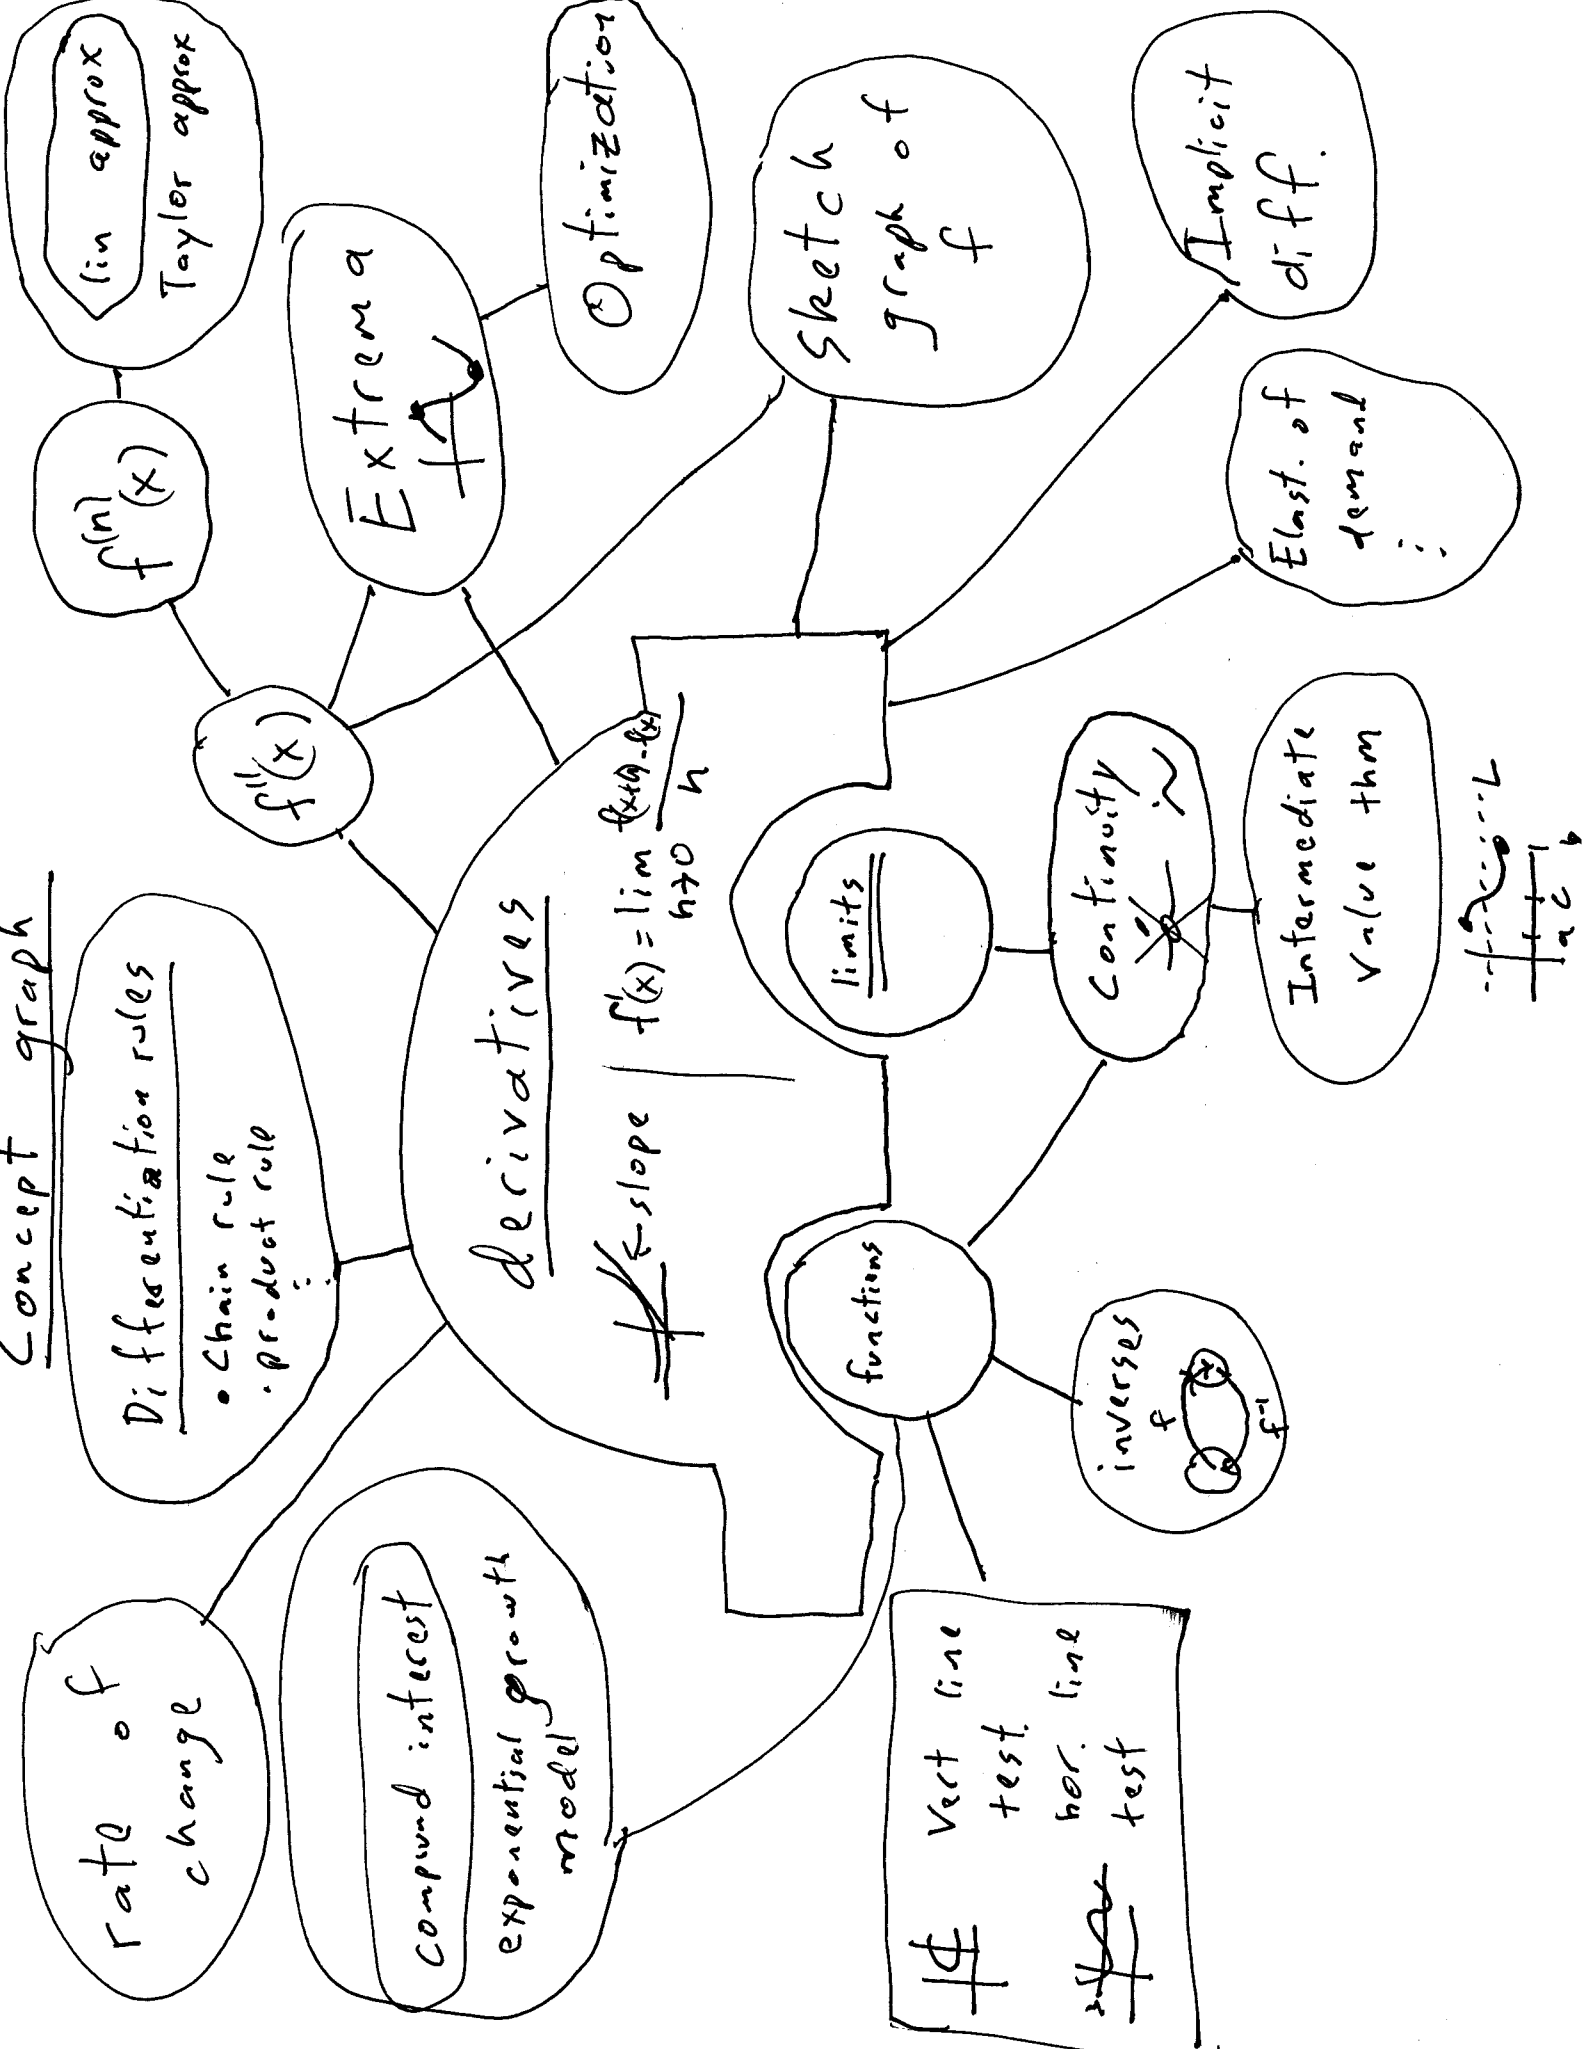 Concept graph
rate of
change
Differentiation rules
• Chain rule
• product rule
⋮
f''(x)
f⁽ⁿ⁾(x)
lin approx
Taylor approx
compound interest
exponential growth
model
Extrema
Optimization
derivatives
← slope
f'(x) = lim h→0 f(x+h)-f(x) / h
Sketch
graph of
f
functions
limits
Vert line
test.
hor. line
test
inverses
f
f⁻¹
Continuity
Intermediate
value thm
L
a c b
Elast. of
demand
⋮
Implicit
diff.